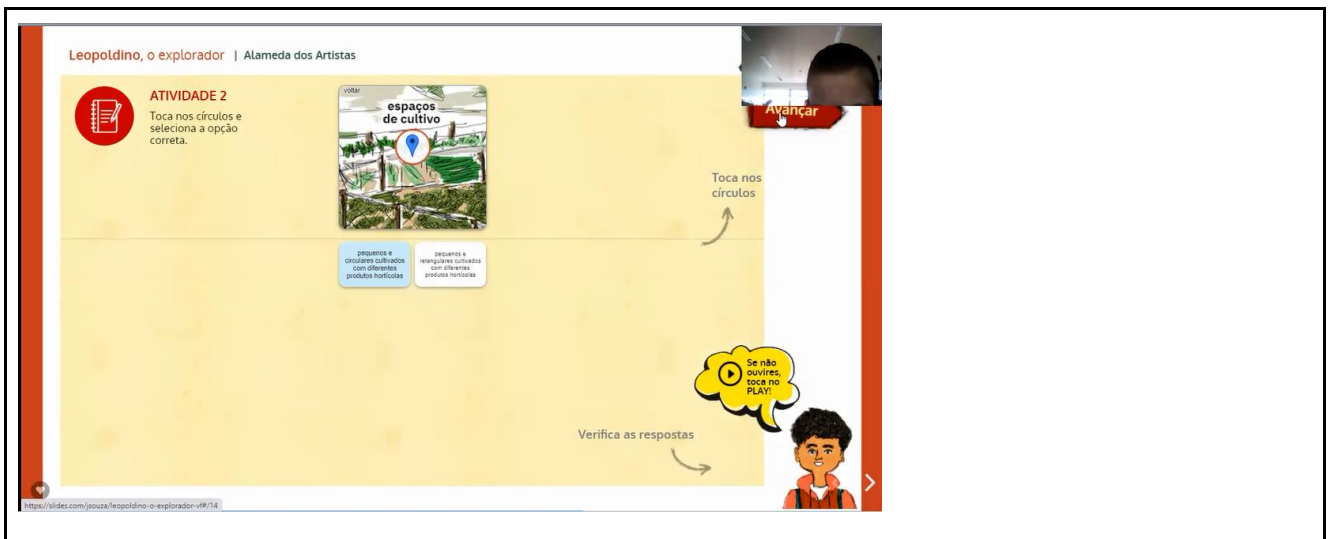 Leopoldino, o explorador | Alameda dos Artistas
ATIVIDADE 2
Toca nos círculos e
seleciona a opção
correta.
voltar
espaços
de cultivo
Avançar
Toca nos
círculos
pequenos e
circulares cultivados
com diferentes
produtos hortícolas
pequenos e
retangulares cultivados
com diferentes
produtos hortísolas
Se não
ouvires,
toca no
PLAY!
Verifica as respostas
https://slides.com/jsouza/leopoldino-o-explorador-vf#/14